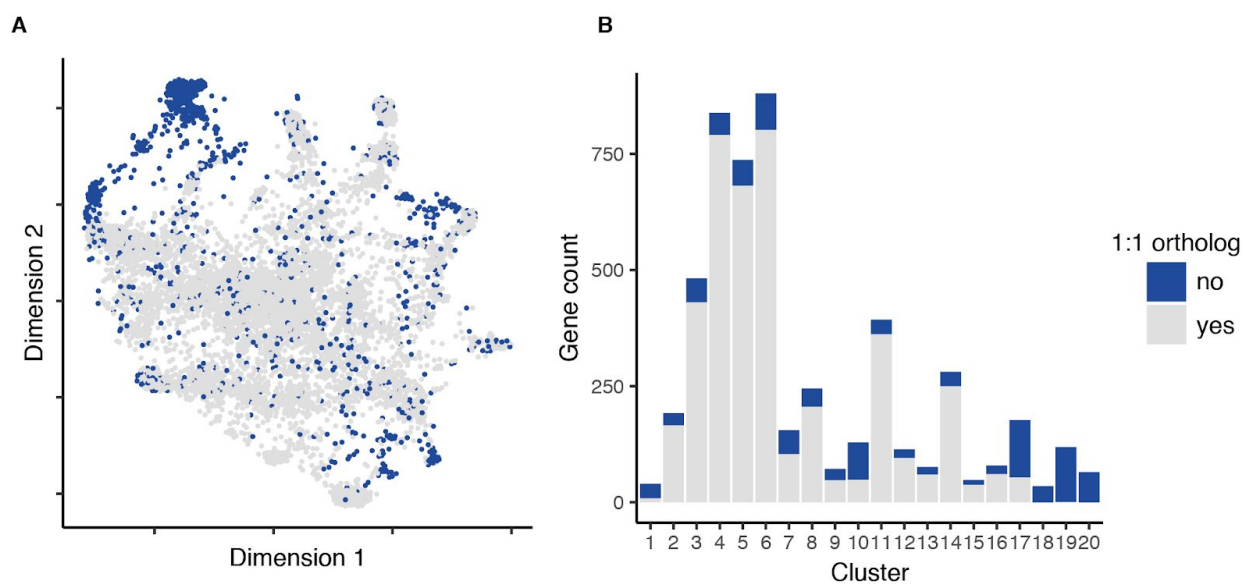 A
Dimension 2
Dimension 1
B
Gene count
750
500
250
0
1 2 3 4 5 6 7 8 9 10 11 12 13 14 15 16 17 18 19 20
Cluster
1:1 ortholog
no
yes